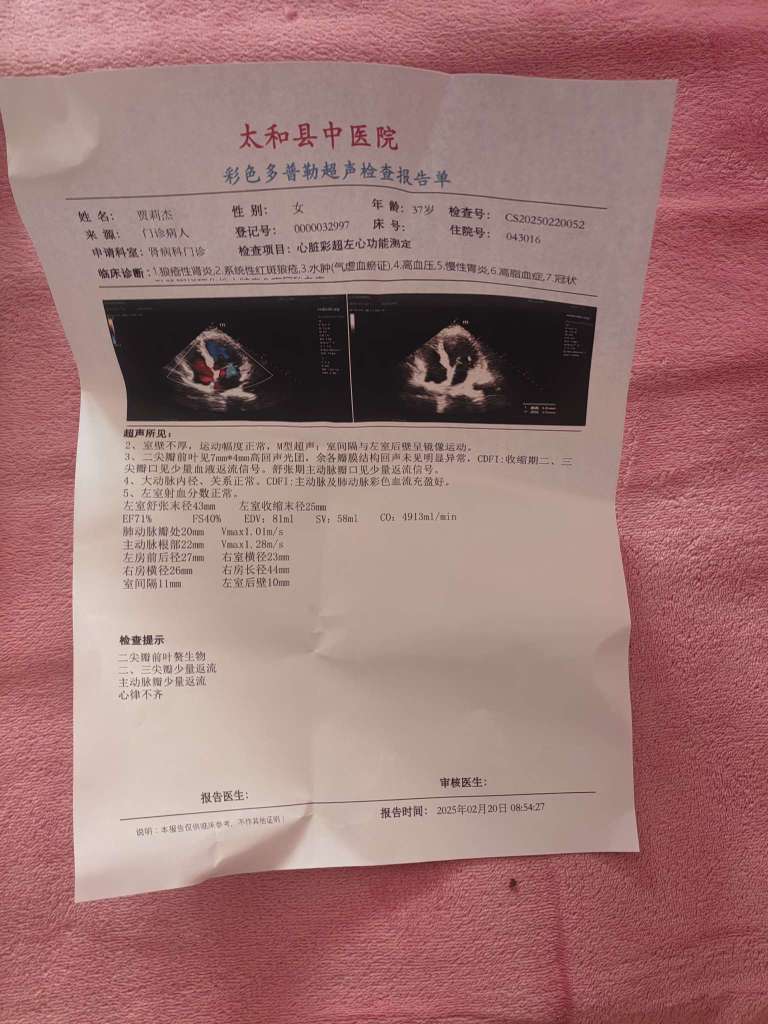 太和县中医院
彩色多普勒超声检查报告单
姓 名： 贾莉杰 性 别： 女 年 龄：37岁 检查号： CS20250220052
来 源： 门诊病人 登记号： 0000032997 床 号： 住院号： 043016
申请科室：肾病科门诊 检查项目：心脏彩超左心功能测定
临床诊断：1.狼疮性肾炎,2.系统性红斑狼疮,3.水肿(气虚血瘀证),4.高血压,5.慢性胃炎,6.高脂血症,7.冠状
超声所见：
2、室壁不厚，运动幅度正常，M型超声：室间隔与左室后壁呈镜像运动。
3、二尖瓣前叶见7mm*4mm高回声光团，余各瓣膜结构回声未见明显异常，CDFI:收缩期二、三
尖瓣口见少量血液返流信号。舒张期主动脉瓣口见少量返流信号。
4、大动脉内径、关系正常。CDFI:主动脉及肺动脉彩色血流充盈好。
5、左室射血分数正常。
左室舒张末径43mm 左室收缩末径25mm
EF71% FS40% EDV：81ml SV：58ml CO：4913ml/min
肺动脉瓣处20mm Vmax1.01m/s
主动脉根部22mm Vmax1.28m/s
左房前后径27mm 右室横径23mm
右房横径26mm 右房长径44mm
室间隔11mm 左室后壁10mm
检查提示
二尖瓣前叶赘生物
二、三尖瓣少量返流
主动脉瓣少量返流
心律不齐
报告医生： 审核医生：
报告时间： 2025年02月20日 08:54:27
说明：本报告仅供临床参考，不作其他证明！